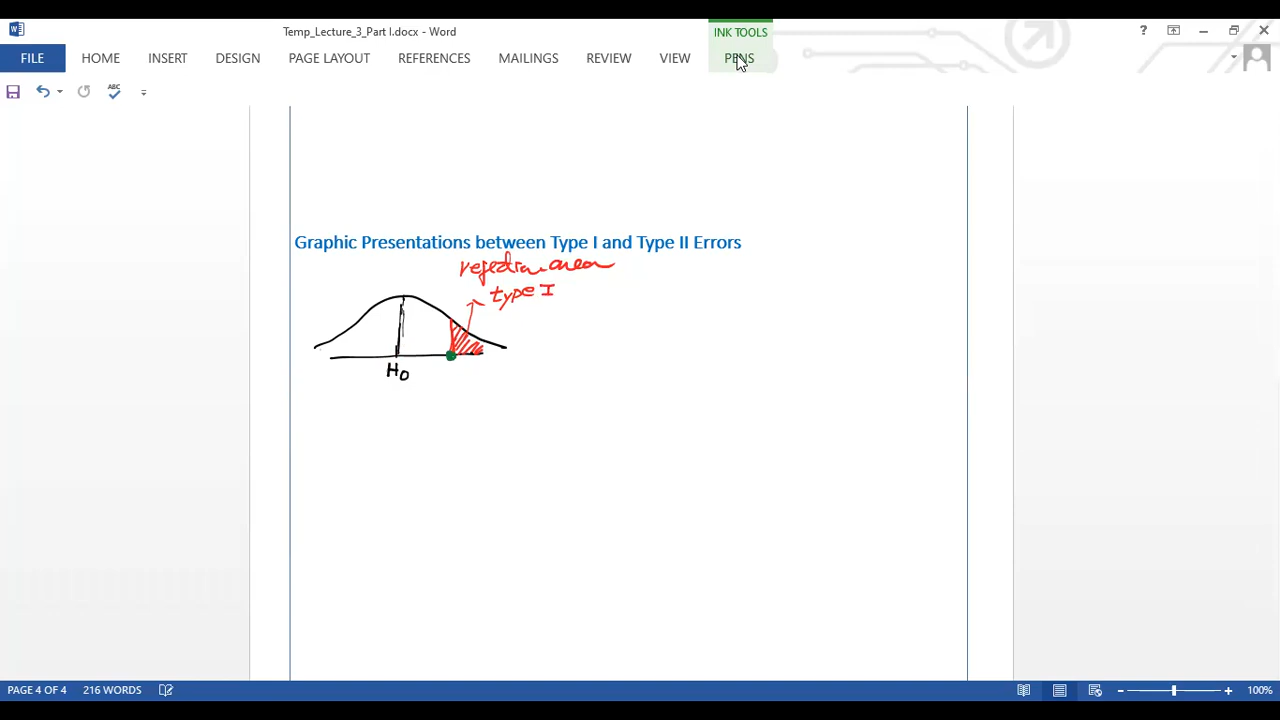 Temp_Lecture_3_Part I.docx - Word
INK TOOLS
?
FILE HOME INSERT DESIGN PAGE LAYOUT REFERENCES MAILINGS REVIEW VIEW PENS
ABC
Graphic Presentations between Type I and Type II Errors
rejection area
type I
H0
PAGE 4 OF 4 216 WORDS 100%